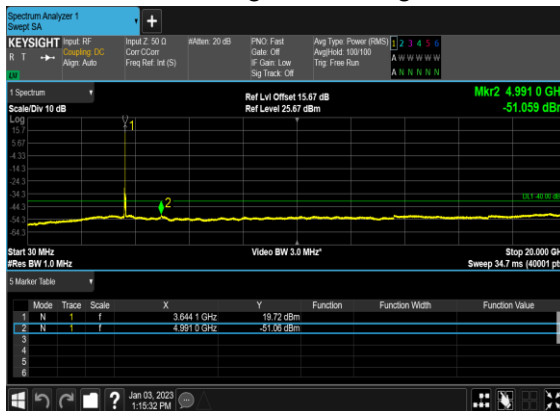 Spectrum Analyzer 1
Swept SA
KEYSIGHT Input: RF Input Z: 50 Ω #Atten: 20 dB PNO: Fast Avg Type: Power (RMS) 1 2 3 4 5 6
R T Coupling: DC Corr CCorr Gate: Off Avg|Hold: 100/100 A W W W W W
Align: Auto Freq Ref: Int (S) IF Gain: Low Trig: Free Run A N N N N N
Sig Track: Off
1 Spectrum Ref Lvl Offset 15.67 dB Mkr2 4.991 0 GH
Scale/Div 10 dB Ref Level 25.67 dBm -51.059 dBr
Log
15.7
5.67
-4.33
-14.3
-24.3
-34.3
-44.3
-54.3
-64.3
1
2
Start 30 MHz Video BW 3.0 MHz* Stop 20.000 GH
#Res BW 1.0 MHz Sweep 34.7 ms (40001 pt
5 Marker Table
Mode Trace Scale X Y Function Function Width Function Value
1 N 1 f 3.644 1 GHz 19.72 dBm
2 N 1 f 4.991 0 GHz -51.06 dBm
3
4
5
6
Jan 03, 2023
1:15:32 PM